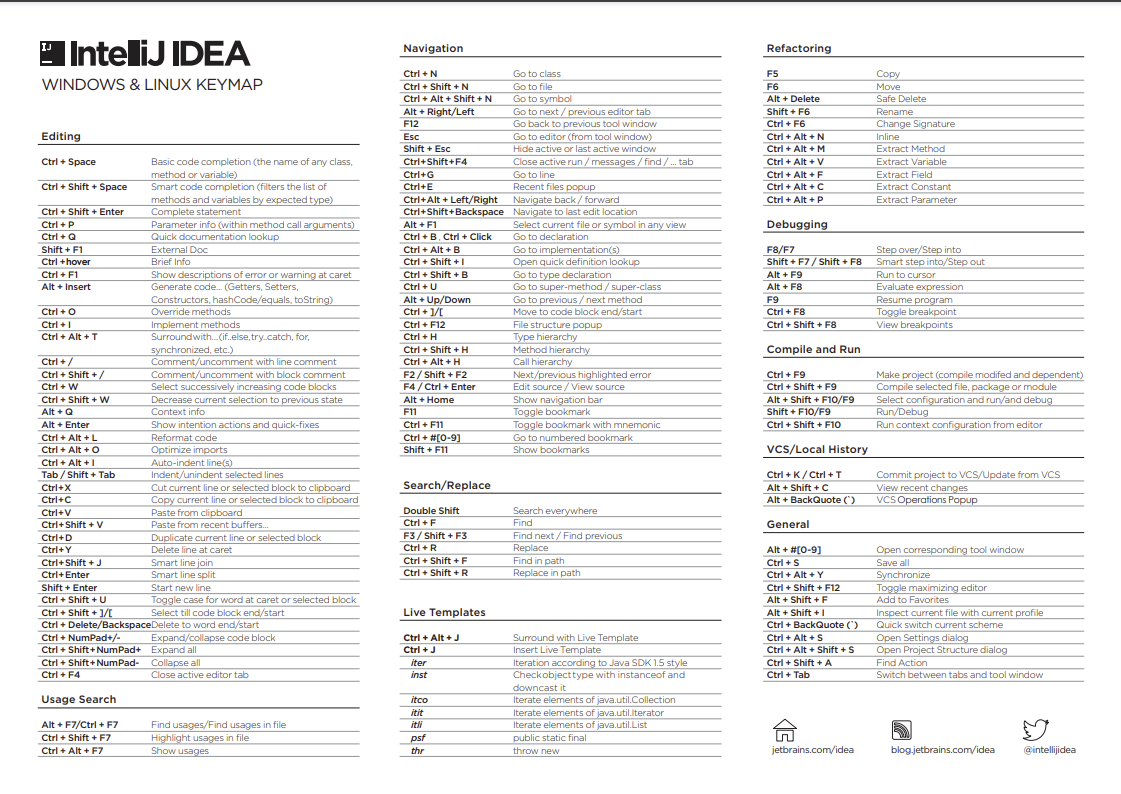 IJ IntelliJ IDEA
WINDOWS & LINUX KEYMAP
Editing
Ctrl + Space Basic code completion (the name of any class,
method or variable)
Ctrl + Shift + Space Smart code completion (filters the list of
methods and variables by expected type)
Ctrl + Shift + Enter Complete statement
Ctrl + P Parameter info (within method call arguments)
Ctrl + Q Quick documentation lookup
Shift + F1 External Doc
Ctrl +hover Brief Info
Ctrl + F1 Show descriptions of error or warning at caret
Alt + Insert Generate code... (Getters, Setters,
Constructors, hashCode/equals, toString)
Ctrl + O Override methods
Ctrl + I Implement methods
Ctrl + Alt + T Surround with... (if..else, try..catch, for,
synchronized, etc.)
Ctrl + / Comment/uncomment with line comment
Ctrl + Shift + / Comment/uncomment with block comment
Ctrl + W Select successively increasing code blocks
Ctrl + Shift + W Decrease current selection to previous state
Alt + Q Context info
Alt + Enter Show intention actions and quick-fixes
Ctrl + Alt + L Reformat code
Ctrl + Alt + O Optimize imports
Ctrl + Alt + I Auto-indent line(s)
Tab / Shift + Tab Indent/unindent selected lines
Ctrl+X Cut current line or selected block to clipboard
Ctrl+C Copy current line or selected block to clipboard
Ctrl+V Paste from clipboard
Ctrl+Shift + V Paste from recent buffers...
Ctrl+D Duplicate current line or selected block
Ctrl+Y Delete line at caret
Ctrl+Shift + J Smart line join
Ctrl+Enter Smart line split
Shift + Enter Start new line
Ctrl + Shift + U Toggle case for word at caret or selected block
Ctrl + Shift + ]/[ Select till code block end/start
Ctrl + Delete/Backspace Delete to word end/start
Ctrl + NumPad+/- Expand/collapse code block
Ctrl + Shift+NumPad+ Expand all
Ctrl + Shift+NumPad- Collapse all
Ctrl + F4 Close active editor tab
Usage Search
Alt + F7/Ctrl + F7 Find usages/Find usages in file
Ctrl + Shift + F7 Highlight usages in file
Ctrl + Alt + F7 Show usages
Navigation
Ctrl + N Go to class
Ctrl + Shift + N Go to file
Ctrl + Alt + Shift + N Go to symbol
Alt + Right/Left Go to next / previous editor tab
F12 Go back to previous tool window
Esc Go to editor (from tool window)
Shift + Esc Hide active or last active window
Ctrl+Shift+F4 Close active run / messages / find / ... tab
Ctrl+G Go to line
Ctrl+E Recent files popup
Ctrl+Alt + Left/Right Navigate back / forward
Ctrl+Shift+Backspace Navigate to last edit location
Alt + F1 Select current file or symbol in any view
Ctrl + B , Ctrl + Click Go to declaration
Ctrl + Alt + B Go to implementation(s)
Ctrl + Shift + I Open quick definition lookup
Ctrl + Shift + B Go to type declaration
Ctrl + U Go to super-method / super-class
Alt + Up/Down Go to previous / next method
Ctrl + ]/[ Move to code block end/start
Ctrl + F12 File structure popup
Ctrl + H Type hierarchy
Ctrl + Shift + H Method hierarchy
Ctrl + Alt + H Call hierarchy
F2 / Shift + F2 Next/previous highlighted error
F4 / Ctrl + Enter Edit source / View source
Alt + Home Show navigation bar
F11 Toggle bookmark
Ctrl + F11 Toggle bookmark with mnemonic
Ctrl + #[0-9] Go to numbered bookmark
Shift + F11 Show bookmarks
Search/Replace
Double Shift Search everywhere
Ctrl + F Find
F3 / Shift + F3 Find next / Find previous
Ctrl + R Replace
Ctrl + Shift + F Find in path
Ctrl + Shift + R Replace in path
Live Templates
Ctrl + Alt + J Surround with Live Template
Ctrl + J Insert Live Template
iter Iteration according to Java SDK 1.5 style
inst Check object type with instanceof and
downcast it
itco Iterate elements of java.util.Collection
itit Iterate elements of java.util.Iterator
itli Iterate elements of java.util.List
psf public static final
thr throw new
Refactoring
F5 Copy
F6 Move
Alt + Delete Safe Delete
Shift + F6 Rename
Ctrl + F6 Change Signature
Ctrl + Alt + N Inline
Ctrl + Alt + M Extract Method
Ctrl + Alt + V Extract Variable
Ctrl + Alt + F Extract Field
Ctrl + Alt + C Extract Constant
Ctrl + Alt + P Extract Parameter
Debugging
F8/F7 Step over/Step into
Shift + F7 / Shift + F8 Smart step into/Step out
Alt + F9 Run to cursor
Alt + F8 Evaluate expression
F9 Resume program
Ctrl + F8 Toggle breakpoint
Ctrl + Shift + F8 View breakpoints
Compile and Run
Ctrl + F9 Make project (compile modifed and dependent)
Ctrl + Shift + F9 Compile selected file, package or module
Alt + Shift + F10/F9 Select configuration and run/and debug
Shift + F10/F9 Run/Debug
Ctrl + Shift + F10 Run context configuration from editor
VCS/Local History
Ctrl + K / Ctrl + T Commit project to VCS/Update from VCS
Alt + Shift + C View recent changes
Alt + BackQuote (`) VCS Operations Popup
General
Alt + #[0-9] Open corresponding tool window
Ctrl + S Save all
Ctrl + Alt + Y Synchronize
Ctrl + Shift + F12 Toggle maximizing editor
Alt + Shift + F Add to Favorites
Alt + Shift + I Inspect current file with current profile
Ctrl + BackQuote (`) Quick switch current scheme
Ctrl + Alt + S Open Settings dialog
Ctrl + Alt + Shift + S Open Project Structure dialog
Ctrl + Shift + A Find Action
Ctrl + Tab Switch between tabs and tool window
jetbrains.com/idea blog.jetbrains.com/idea @intellijidea